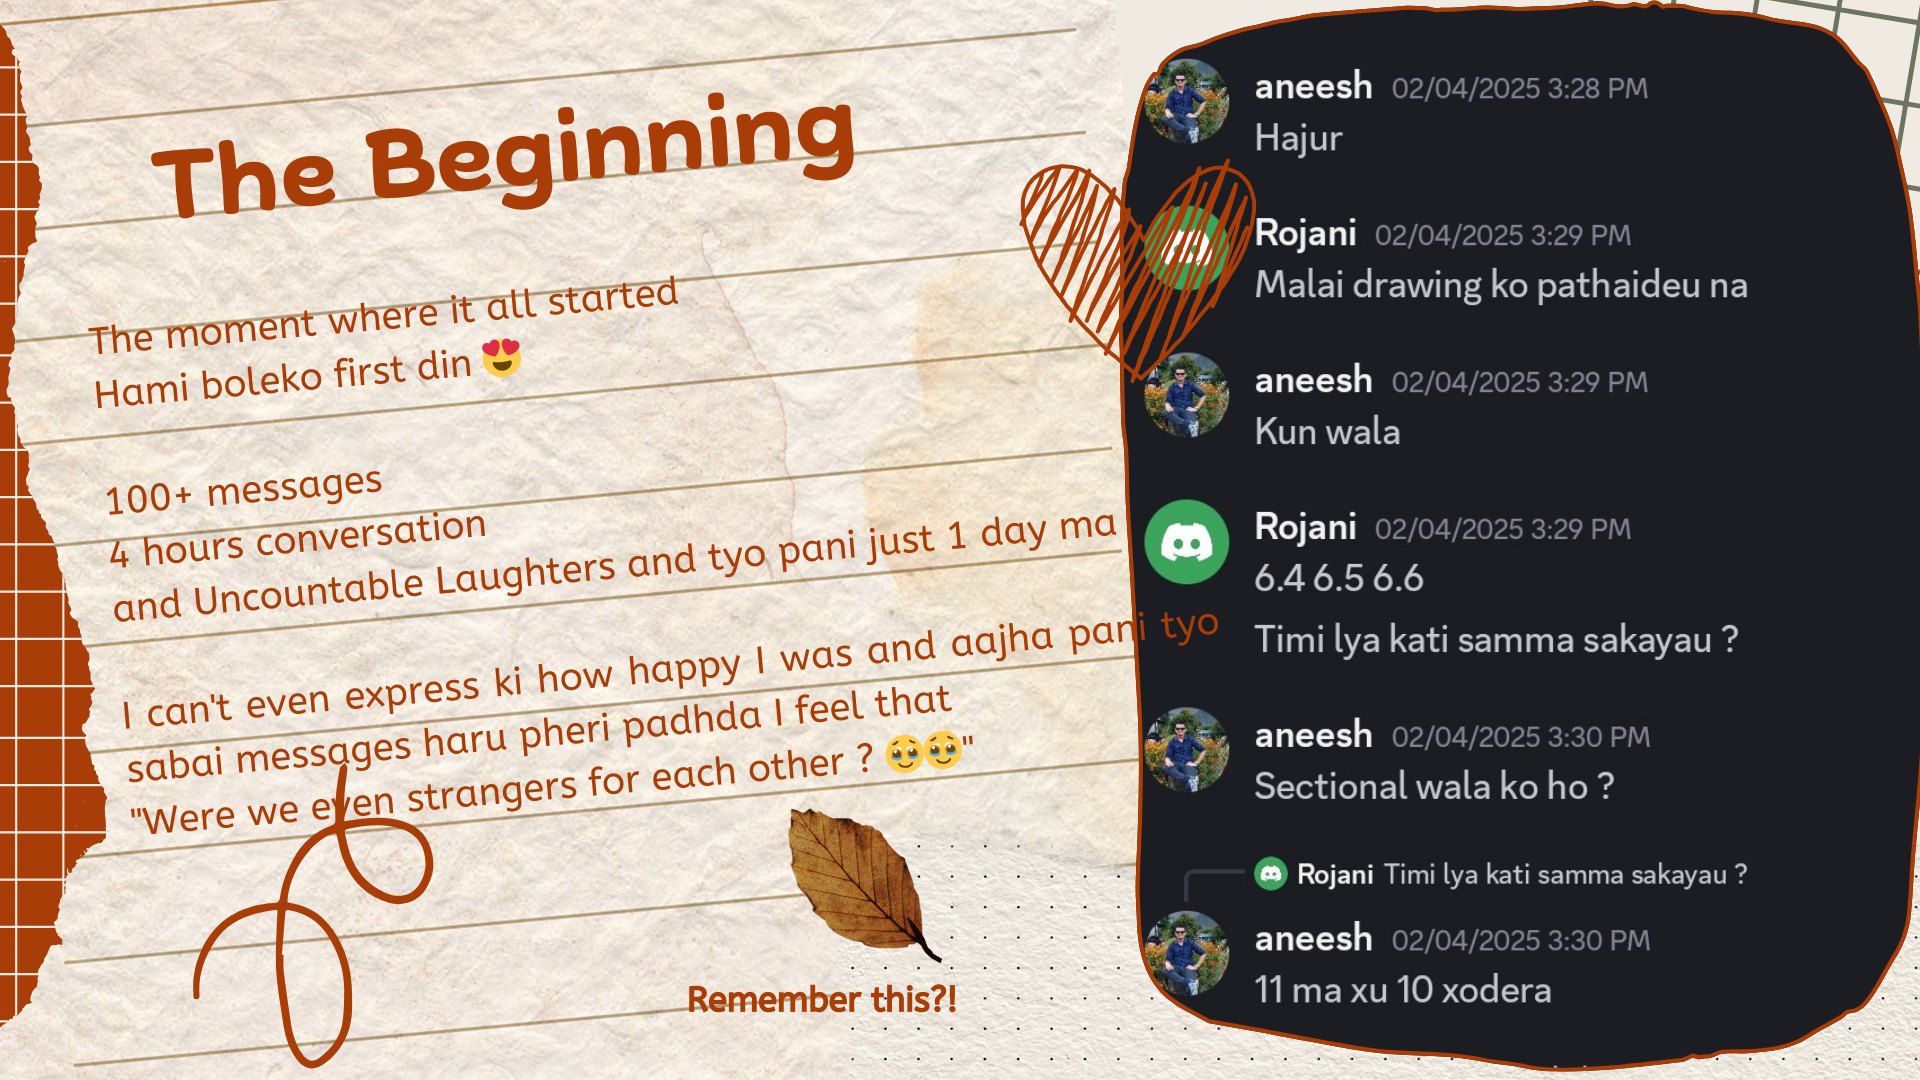 The Beginning
The moment where it all started
Hami boleko first din 😍
100+ messages
4 hours conversation
and Uncountable Laughters and tyo pani just 1 day ma
I can't even express ki how happy I was and aajha pani tyo
sabai messages haru pheri padhda I feel that
"Were we even strangers for each other ? 🥹🥹"
Remember this?!
aneesh 02/04/2025 3:28 PM
Hajur
Rojani 02/04/2025 3:29 PM
Malai drawing ko pathaideu na
aneesh 02/04/2025 3:29 PM
Kun wala
Rojani 02/04/2025 3:29 PM
6.4 6.5 6.6
Timi lya kati samma sakayau ?
aneesh 02/04/2025 3:30 PM
Sectional wala ko ho ?
Rojani Timi lya kati samma sakayau ?
aneesh 02/04/2025 3:30 PM
11 ma xu 10 xodera